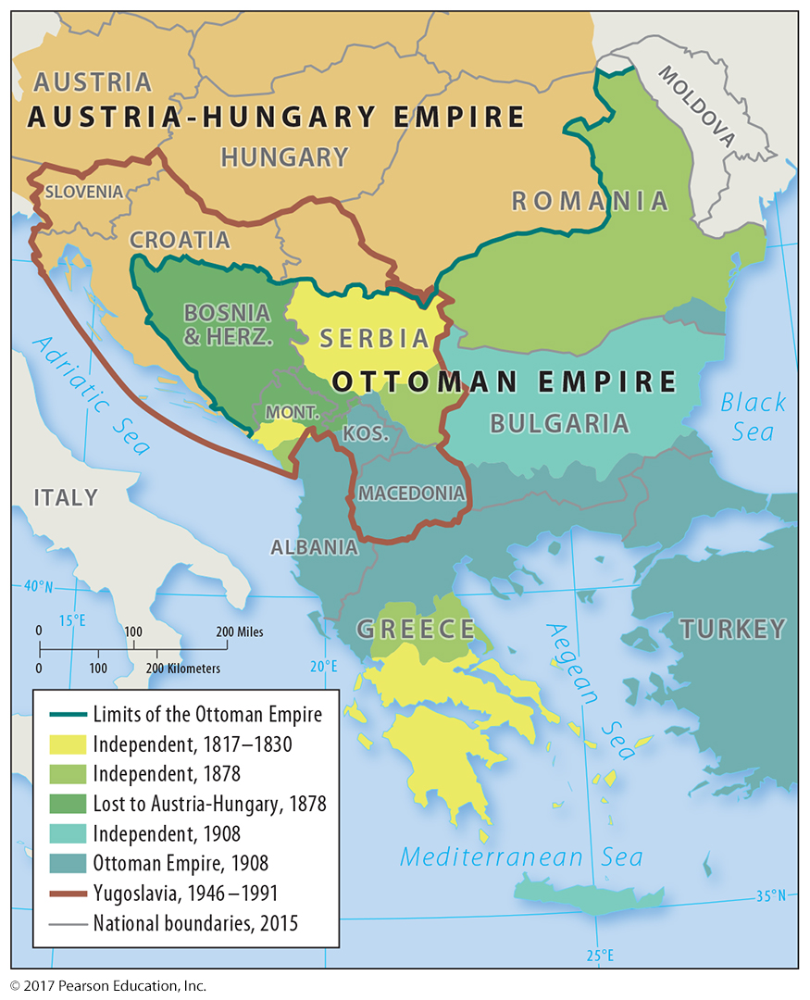 AUSTRIA
AUSTRIA-HUNGARY EMPIRE
HUNGARY
MOLDOVA
SLOVENIA
ROMANIA
CROATIA
BOSNIA
& HERZ.
SERBIA
OTTOMAN EMPIRE
Adriatic Sea
MONT.
KOS.
BULGARIA
Black
Sea
ITALY
MACEDONIA
ALBANIA
40°N
15°E
GREECE
TURKEY
Aegean Sea
0 100 200 Miles
0 100 200 Kilometers
20°E
Limits of the Ottoman Empire
Independent, 1817–1830
Independent, 1878
Lost to Austria-Hungary, 1878
Independent, 1908
Ottoman Empire, 1908
Yugoslavia, 1946–1991
National boundaries, 2015
Mediterranean Sea
35°N
25°E
© 2017 Pearson Education, Inc.